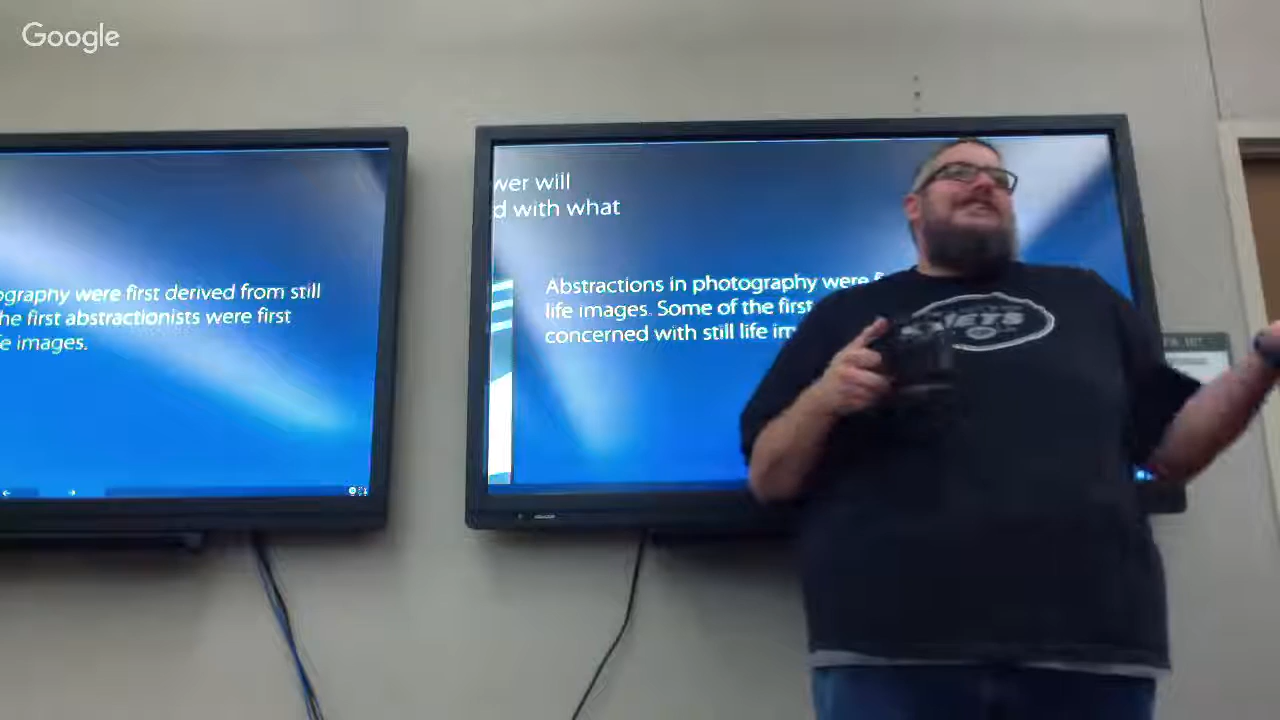 Google
wer will
d with what
ography were first derived from still
he first abstractionists were first
e images.
Abstractions in photography were
life images. Some of the first
concerned with still life im
JETS